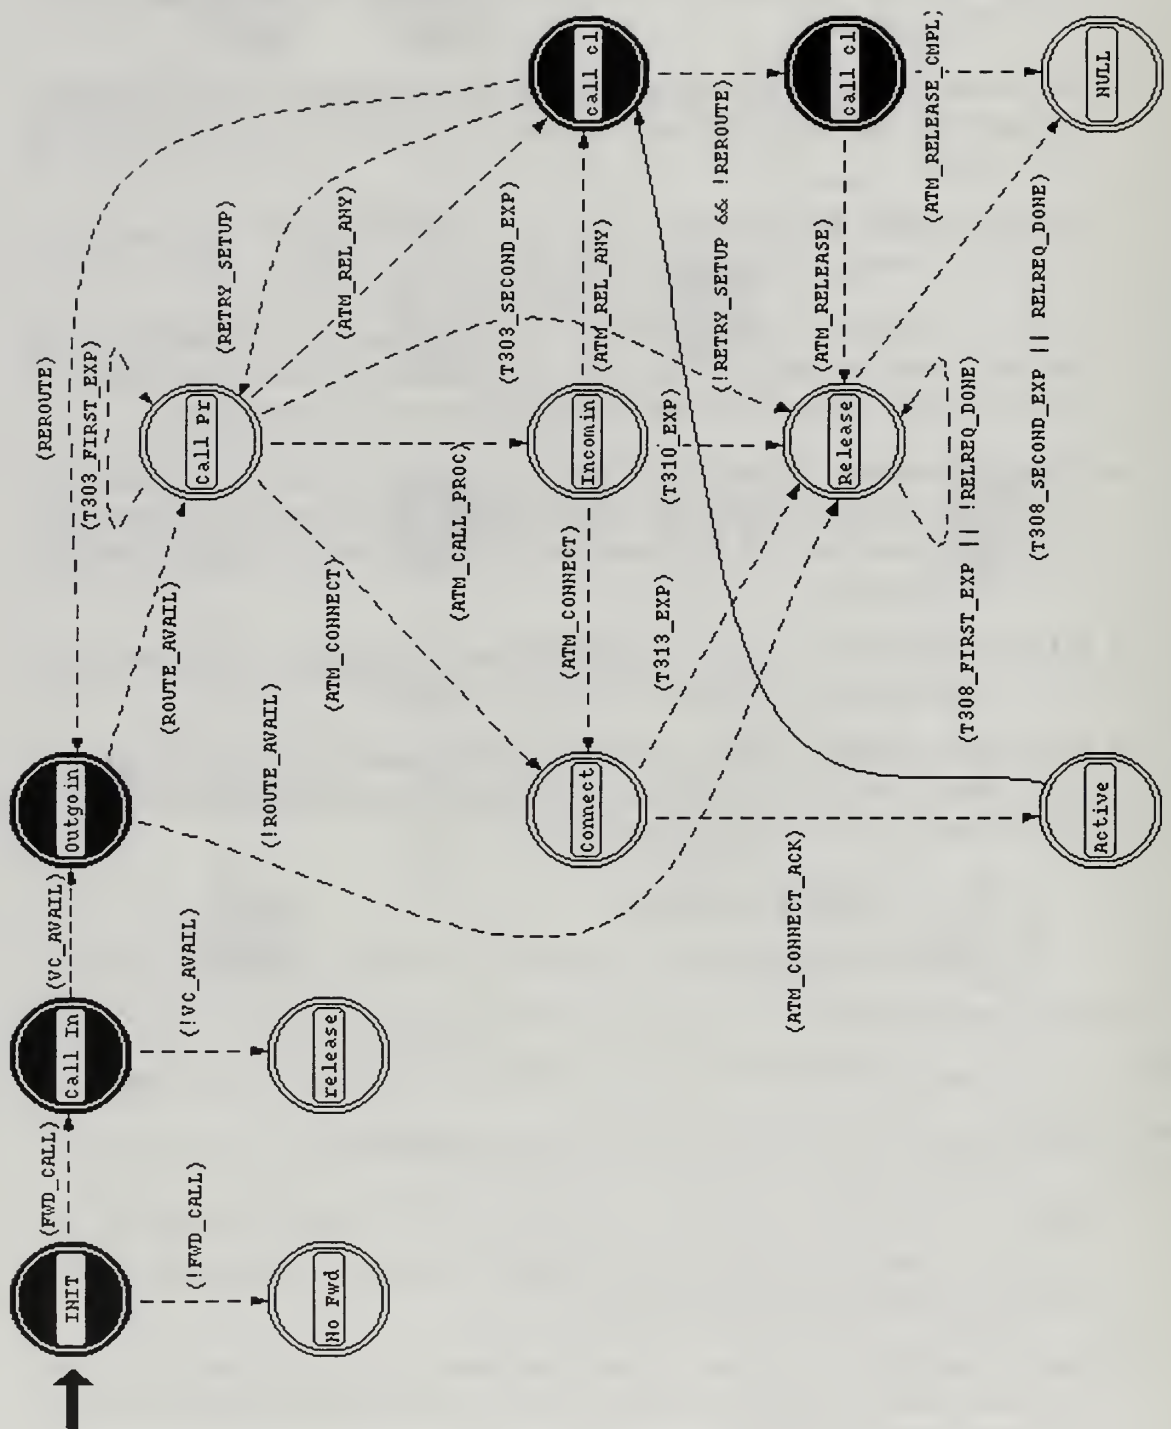 INIT
(FWD_CALL)
(!FWD_CALL)
No Fwd
Call In
(VC_AVAIL)
(!VC_AVAIL)
release
Outgoin
(ROUTE_AVAIL)
(!ROUTE_AVAIL)
(REROUTE)
(T303_FIRST_EXP)
Call Pr
(RETRY_SETUP)
(ATM_REL_ANY)
(ATM_CONNECT)
(ATM_CALL_PROC)
(T303_SECOND_EXP)
call cl
Incomin
(ATM_REL_ANY)
(ATM_CONNECT)
(T310_EXP)
Connect
(T313_EXP)
(ATM_CONNECT_ACK)
(!RETRY_SETUP && !REROUTE)
call cl
(ATM_RELEASE)
(ATM_RELEASE_CMPL)
Release
(T308_FIRST_EXP || !RELREQ_DONE)
(T308_SECOND_EXP || RELREQ_DONE)
NULL
Active